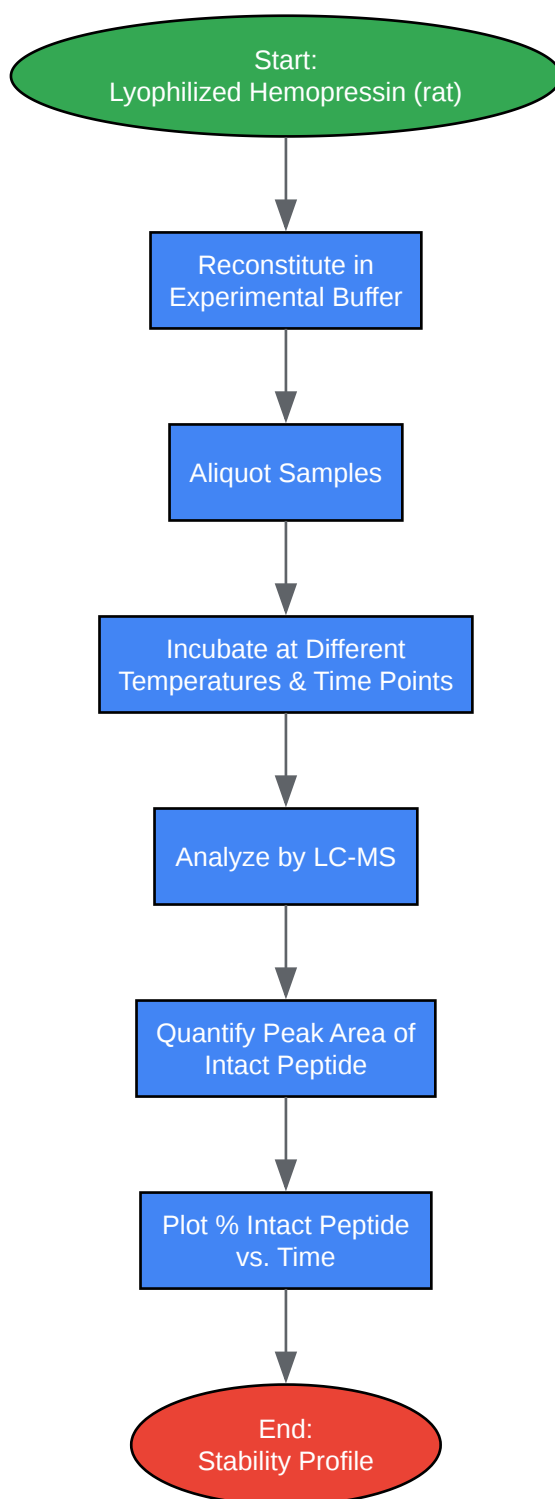 Start:
Lyophilized Hemopressin (rat)
Reconstitute in
Experimental Buffer
Aliquot Samples
Incubate at Different
Temperatures & Time Points
Analyze by LC-MS
Quantify Peak Area of
Intact Peptide
Plot % Intact Peptide
vs. Time
End:
Stability Profile